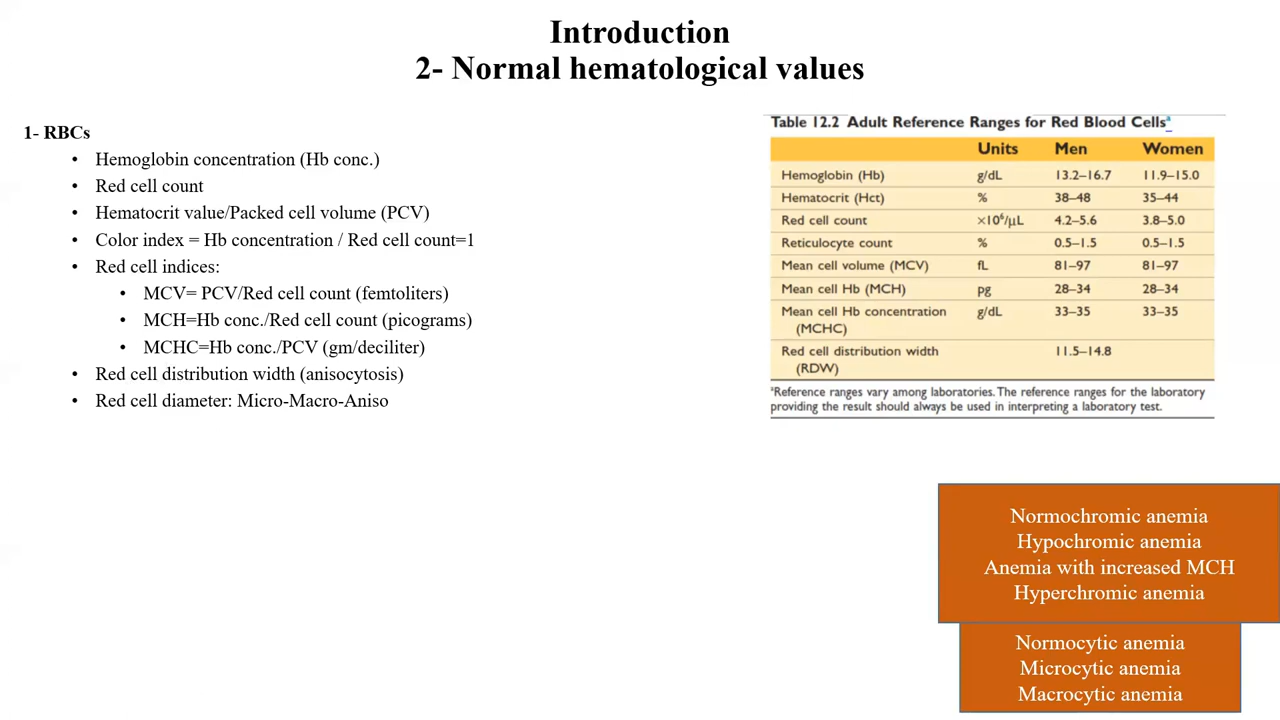 Introduction
2- Normal hematological values
1- RBCs
• Hemoglobin concentration (Hb conc.)
• Red cell count
• Hematocrit value/Packed cell volume (PCV)
• Color index = Hb concentration / Red cell count=1
• Red cell indices:
• MCV= PCV/Red cell count (femtoliters)
• MCH=Hb conc./Red cell count (picograms)
• MCHC=Hb conc./PCV (gm/deciliter)
• Red cell distribution width (anisocytosis)
• Red cell diameter: Micro-Macro-Aniso
Table 12.2 Adult Reference Ranges for Red Blood Cellsᵃ
Units Men Women
Hemoglobin (Hb) g/dL 13.2–16.7 11.9–15.0
Hematocrit (Hct) % 38–48 35–44
Red cell count ×10⁶/μL 4.2–5.6 3.8–5.0
Reticulocyte count % 0.5–1.5 0.5–1.5
Mean cell volume (MCV) fL 81–97 81–97
Mean cell Hb (MCH) pg 28–34 28–34
Mean cell Hb concentration g/dL 33–35 33–35
(MCHC)
Red cell distribution width 11.5–14.8
(RDW)
ᵃReference ranges vary among laboratories. The reference ranges for the laboratory
providing the result should always be used in interpreting a laboratory test.
Normochromic anemia
Hypochromic anemia
Anemia with increased MCH
Hyperchromic anemia
Normocytic anemia
Microcytic anemia
Macrocytic anemia